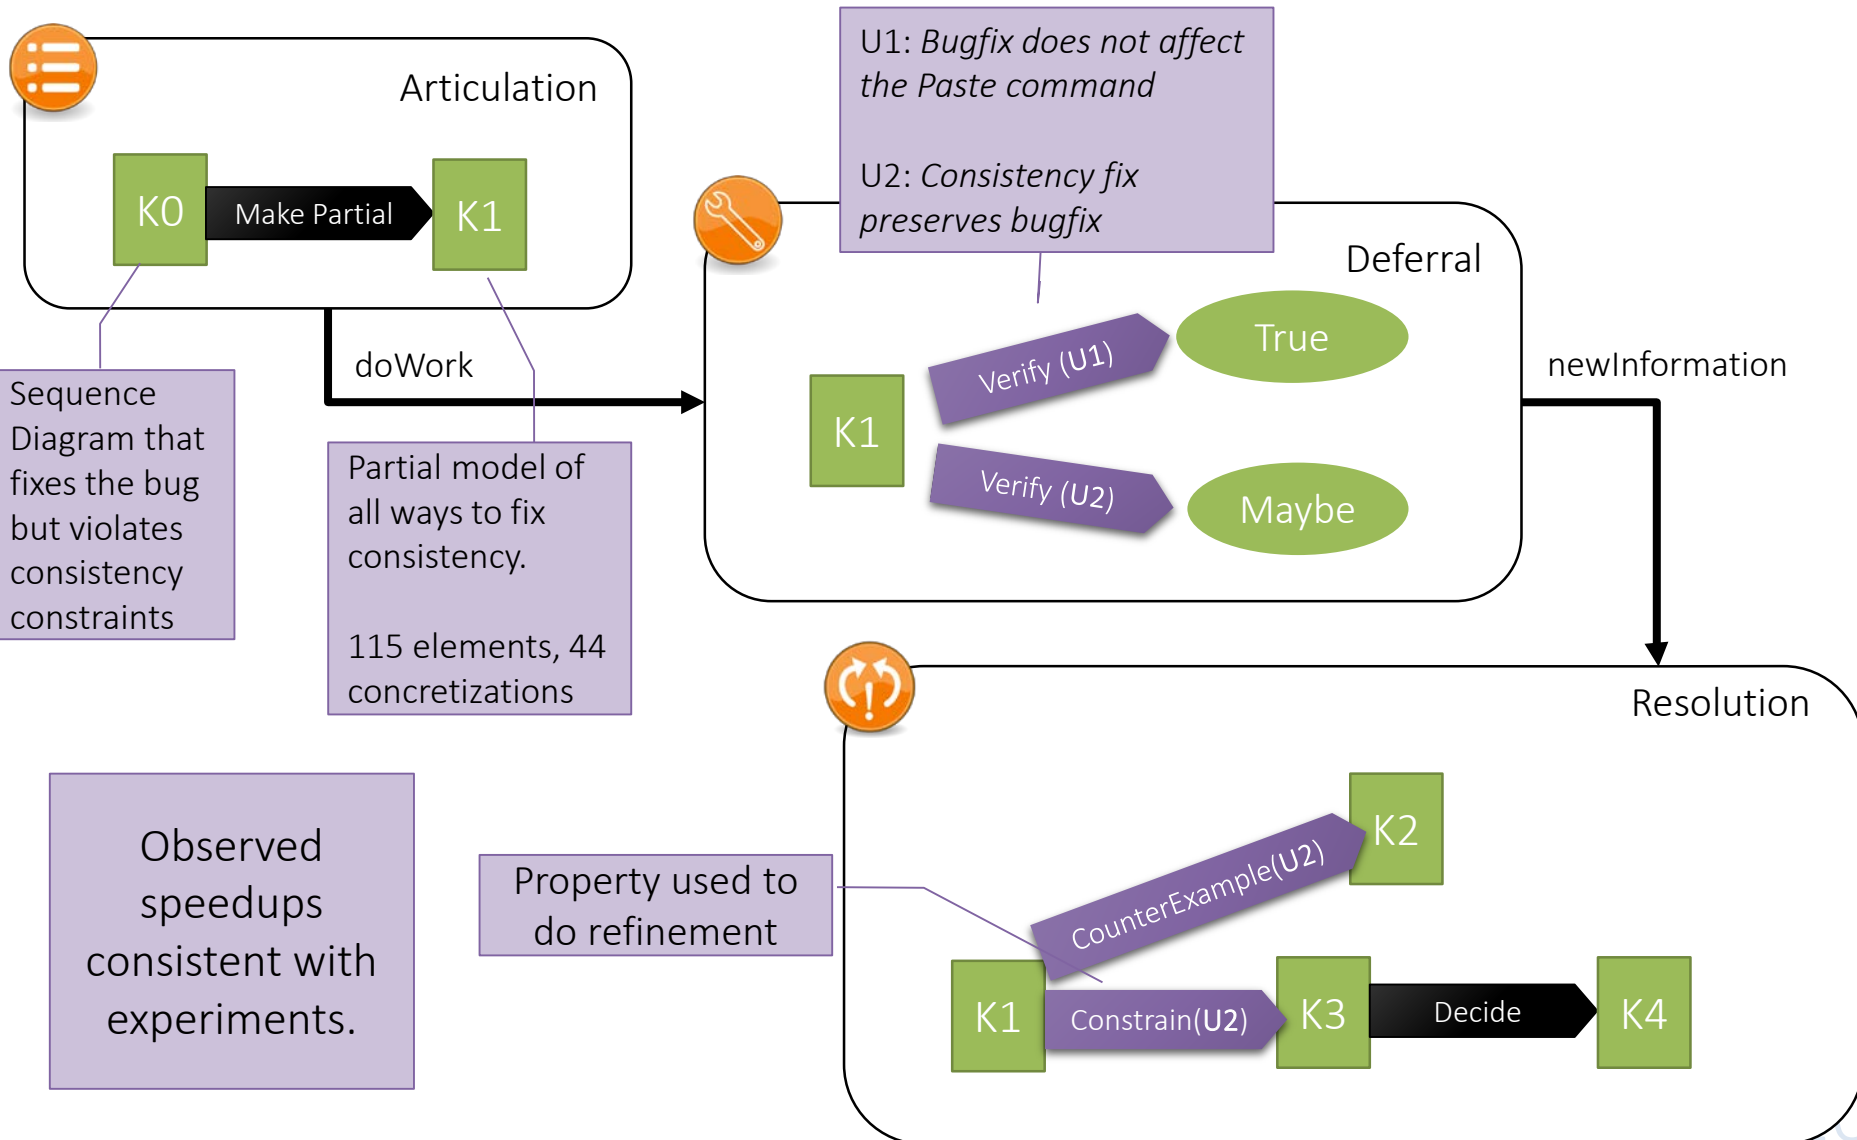 Articulation
K0
Make Partial
K1
U1: Bugfix does not affect
the Paste command
U2: Consistency fix
preserves bugfix
Deferral
K1
Verify (U1)
True
Verify (U2)
Maybe
doWork
newInformation
Sequence
Diagram that
fixes the bug
but violates
consistency
constraints
Partial model of
all ways to fix
consistency.
115 elements, 44
concretizations
Resolution
Observed
speedups
consistent with
experiments.
Property used to
do refinement
CounterExample(U2)
K2
K1
Constrain(U2)
K3
Decide
K4